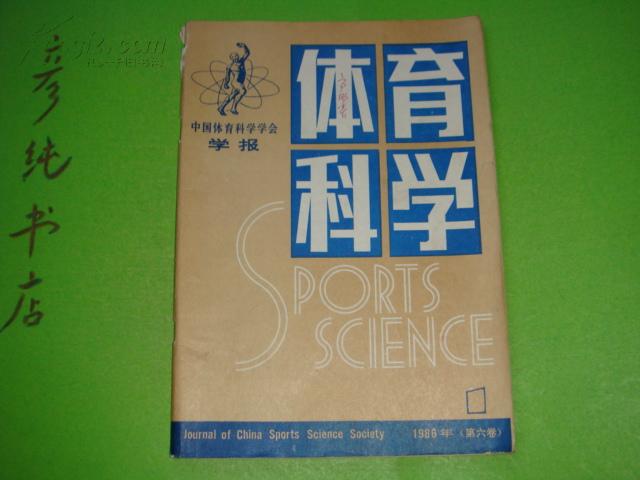 体育
科学
中国体育科学学会
学报
SPORTS
SCIENCE
1
Journal of China Sports Science Society 1986年（第六卷）
彦纯书店